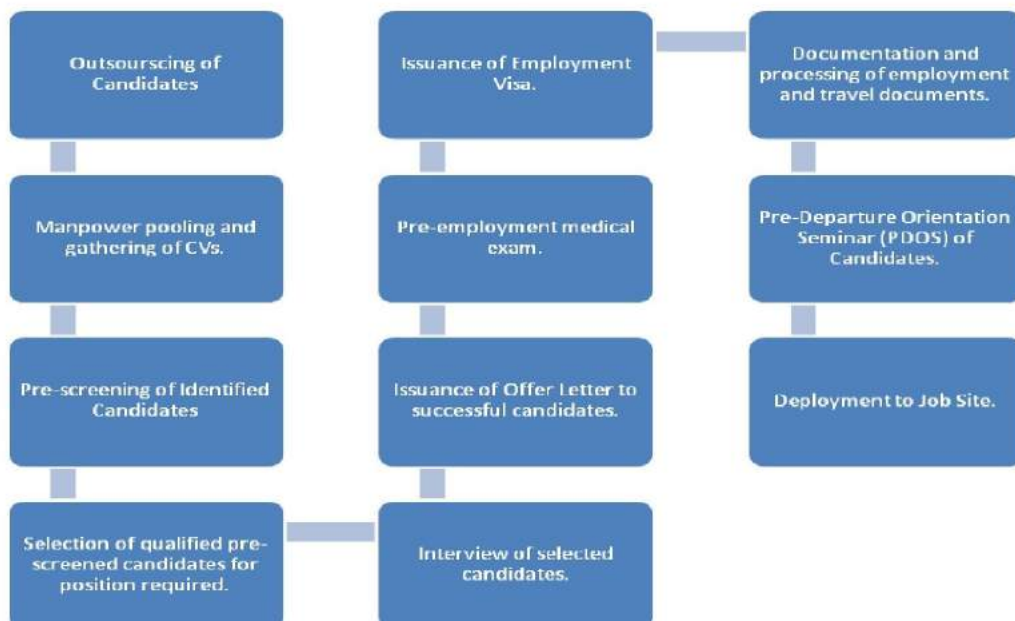 Outsourscing of
Candidates
Manpower pooling and
gathering of CVs.
Pre-screening of Identified
Candidates
Selection of qualified pre-
screened candidates for
position required.
Interview of selected
candidates.
Issuance of Offer Letter to
successful candidates.
Pre-employment medical
exam.
Issuance of Employment
Visa.
Documentation and
processing of employment
and travel documents.
Pre-Departure Orientation
Seminar (PDOS) of
Candidates.
Deployment to Job Site.